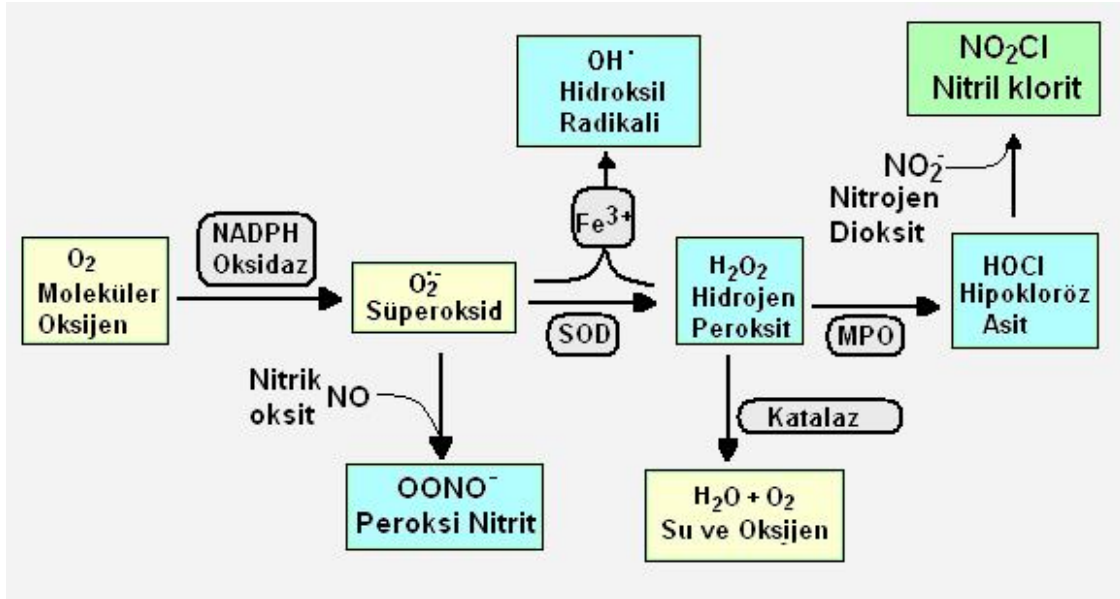 OH·
Hidroksil
Radikali
NO₂Cl
Nitril klorit
NO₂⁻
Nitrojen
Dioksit
Fe³⁺
NADPH
Oksidaz
O₂
Moleküler
Oksijen
O₂·⁻
Süperoksid
SOD
H₂O₂
Hidrojen
Peroksit
MPO
HOCl
Hipokloröz
Asit
Nitrik
oksit
NO
Katalaz
OONO⁻
Peroksi Nitrit
H₂O + O₂
Su ve Oksijen